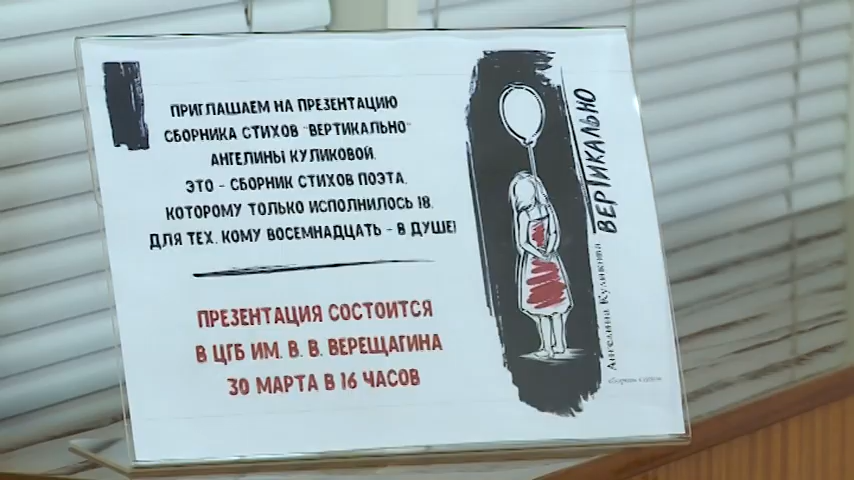 ПРИГЛАШАЕМ НА ПРЕЗЕНТАЦИЮ
СБОРНИКА СТИХОВ "ВЕРТИКАЛЬНО"
АНГЕЛИНЫ КУЛИКОВОЙ.
ЭТО - СБОРНИК СТИХОВ ПОЭТА,
КОТОРОМУ ТОЛЬКО ИСПОЛНИЛОСЬ 18.
ДЛЯ ТЕХ, КОМУ ВОСЕМНАДЦАТЬ - В ДУШЕ!
ПРЕЗЕНТАЦИЯ СОСТОИТСЯ
В ЦГБ ИМ. В. В. ВЕРЕЩАГИНА
30 МАРТА В 16 ЧАСОВ
ВЕРТИКАЛЬНО
Ангелина Куликова